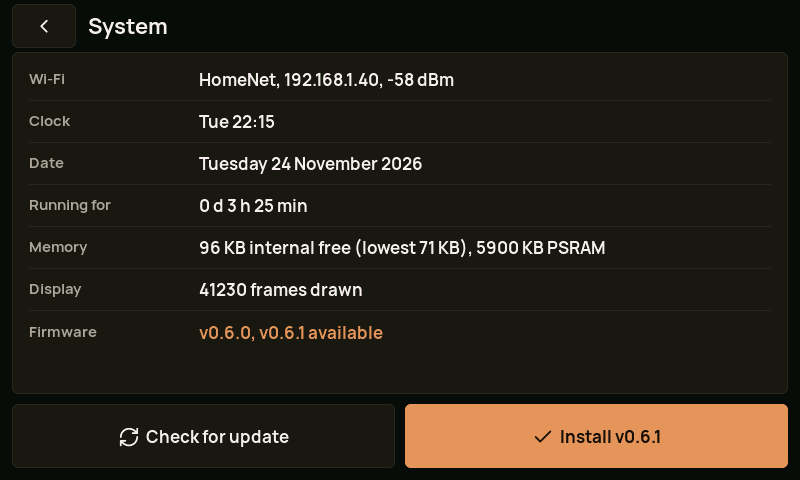 System
Wi-Fi HomeNet, 192.168.1.40, -58 dBm
Clock Tue 22:15
Date Tuesday 24 November 2026
Running for 0 d 3 h 25 min
Memory 96 KB internal free (lowest 71 KB), 5900 KB PSRAM
Display 41230 frames drawn
Firmware v0.6.0, v0.6.1 available
Check for update Install v0.6.1